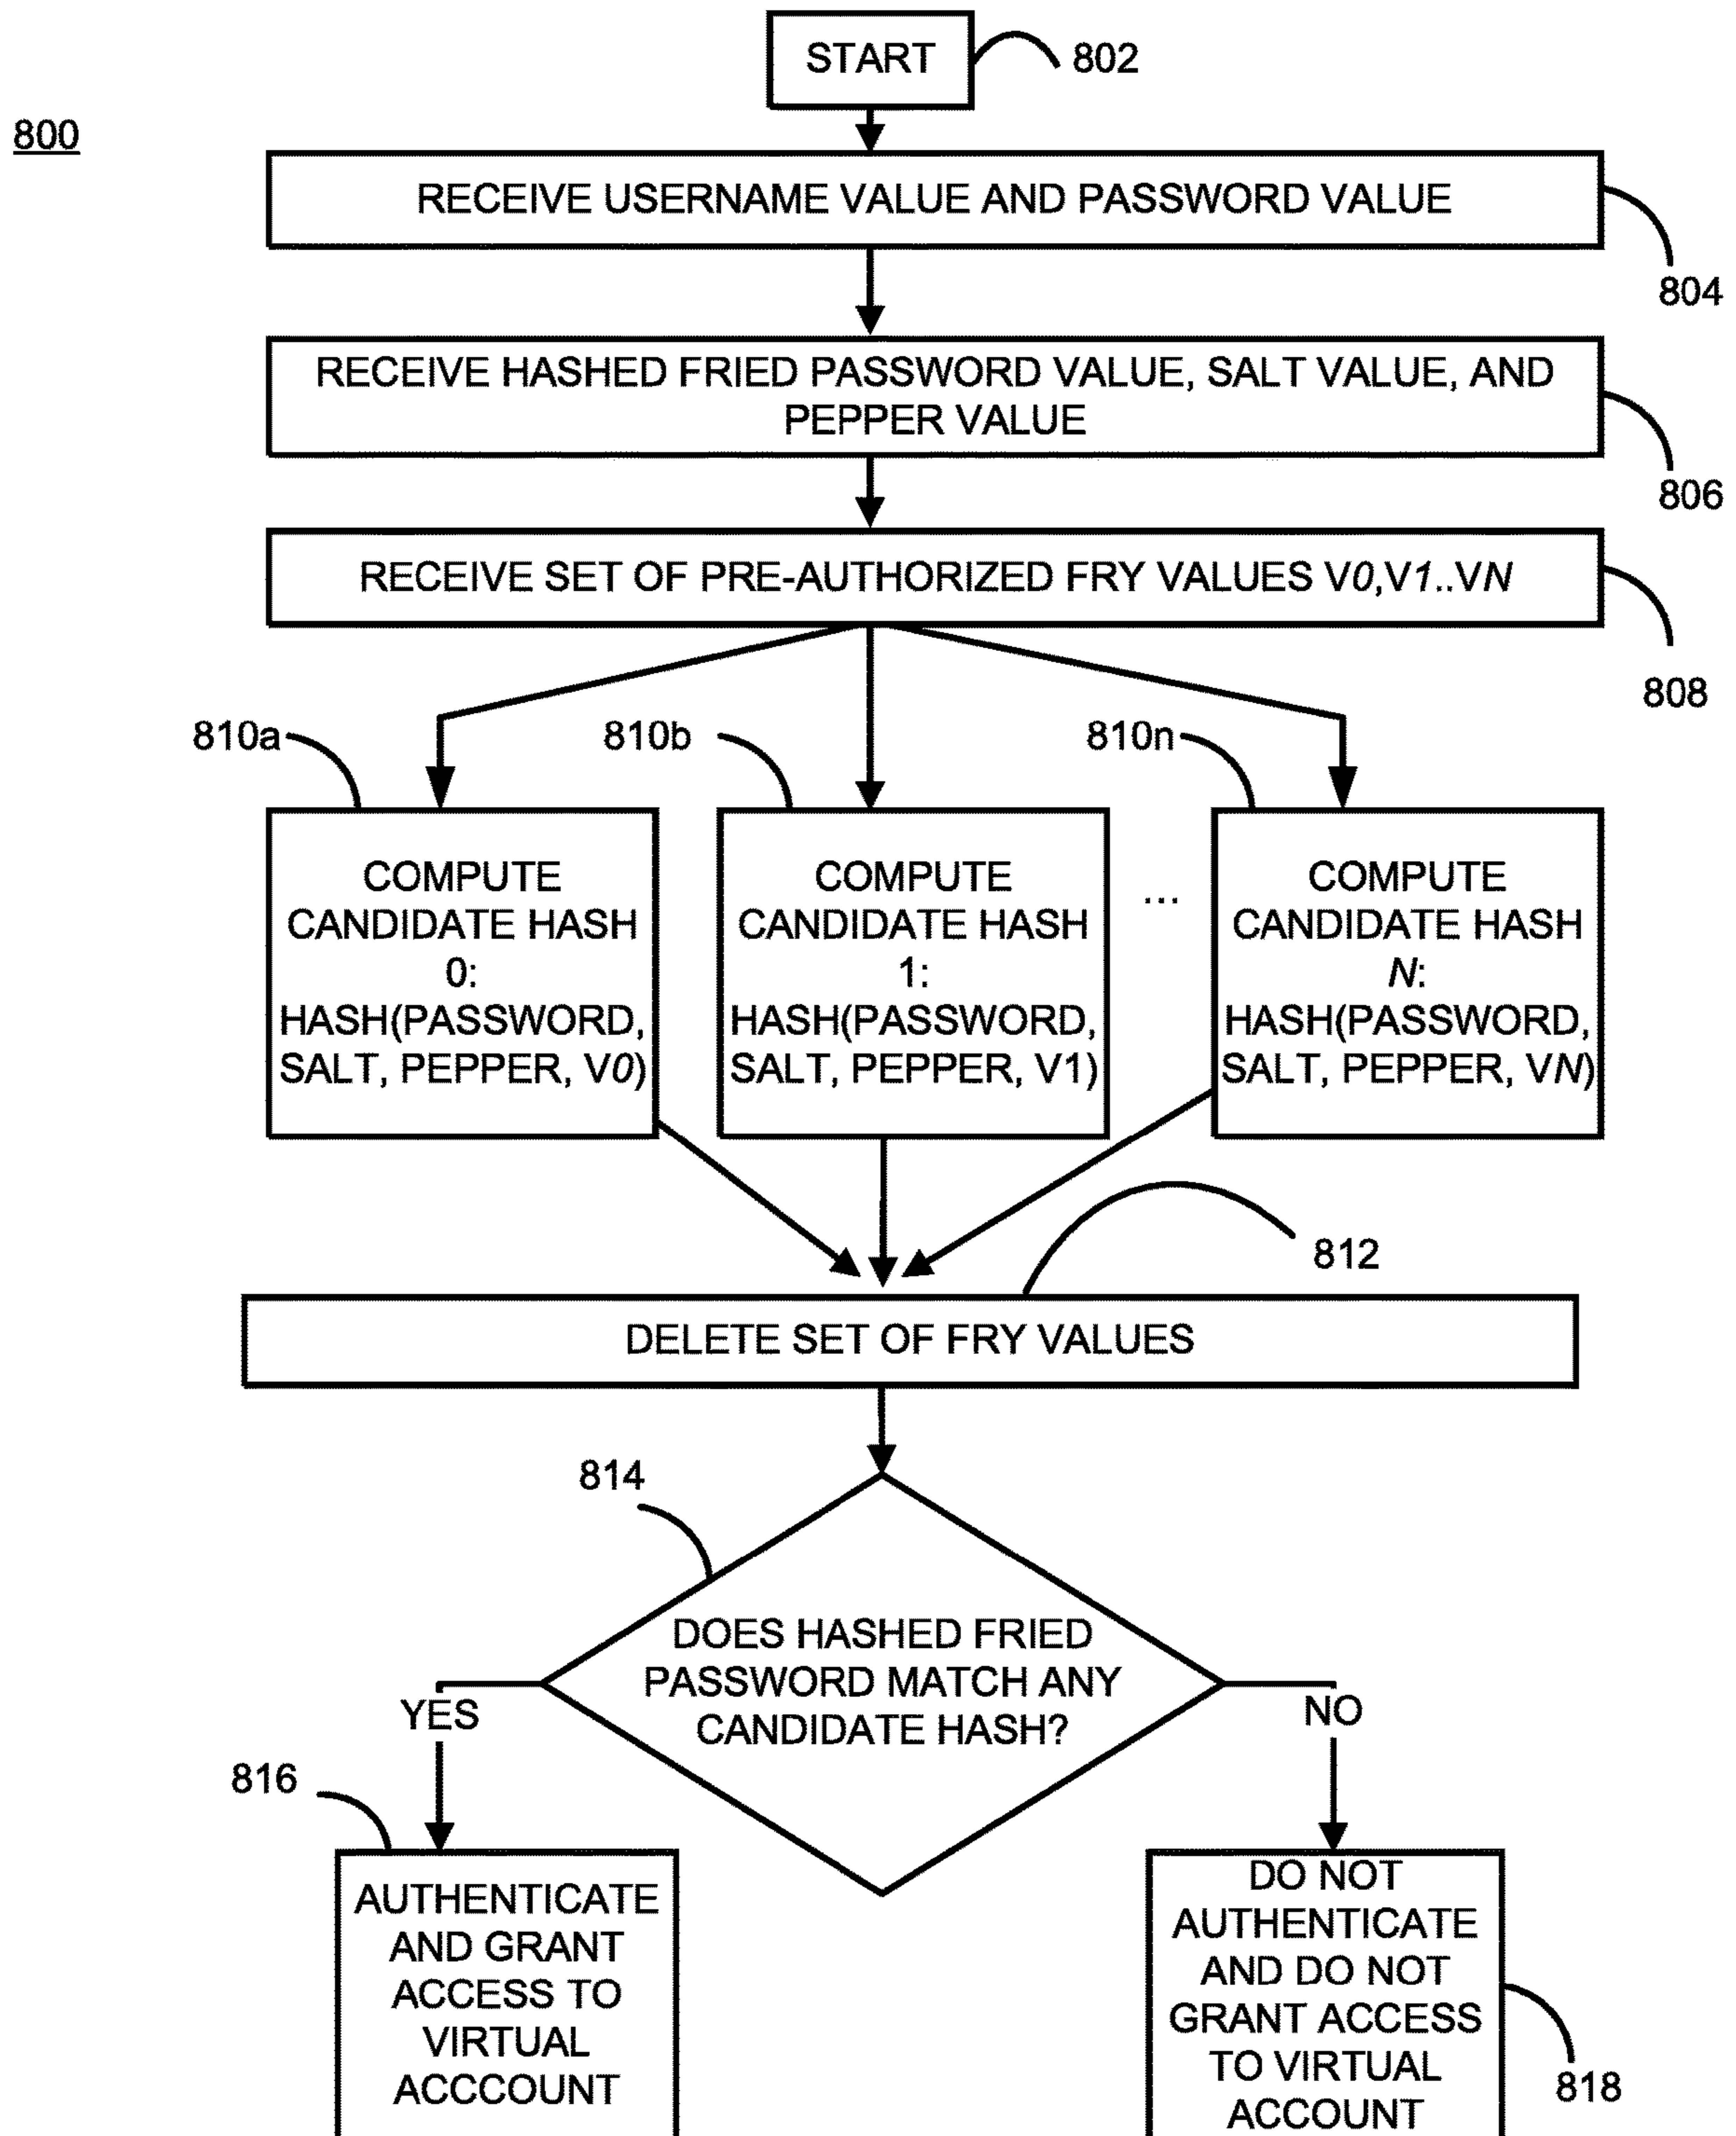 START
802
800
RECEIVE USERNAME VALUE AND PASSWORD VALUE
804
RECEIVE HASHED FRIED PASSWORD VALUE, SALT VALUE, AND
PEPPER VALUE
806
RECEIVE SET OF PRE-AUTHORIZED FRY VALUES V0,V1..VN
808
810a
810b
810n
COMPUTE
CANDIDATE HASH
0:
HASH(PASSWORD,
SALT, PEPPER, V0)
COMPUTE
CANDIDATE HASH
1:
HASH(PASSWORD,
SALT, PEPPER, V1)
...
COMPUTE
CANDIDATE HASH
N:
HASH(PASSWORD,
SALT, PEPPER, VN)
812
DELETE SET OF FRY VALUES
814
DOES HASHED FRIED
PASSWORD MATCH ANY
CANDIDATE HASH?
YES
NO
816
AUTHENTICATE
AND GRANT
ACCESS TO
VIRTUAL
ACCCOUNT
DO NOT
AUTHENTICATE
AND DO NOT
GRANT ACCESS
TO VIRTUAL
ACCOUNT
818